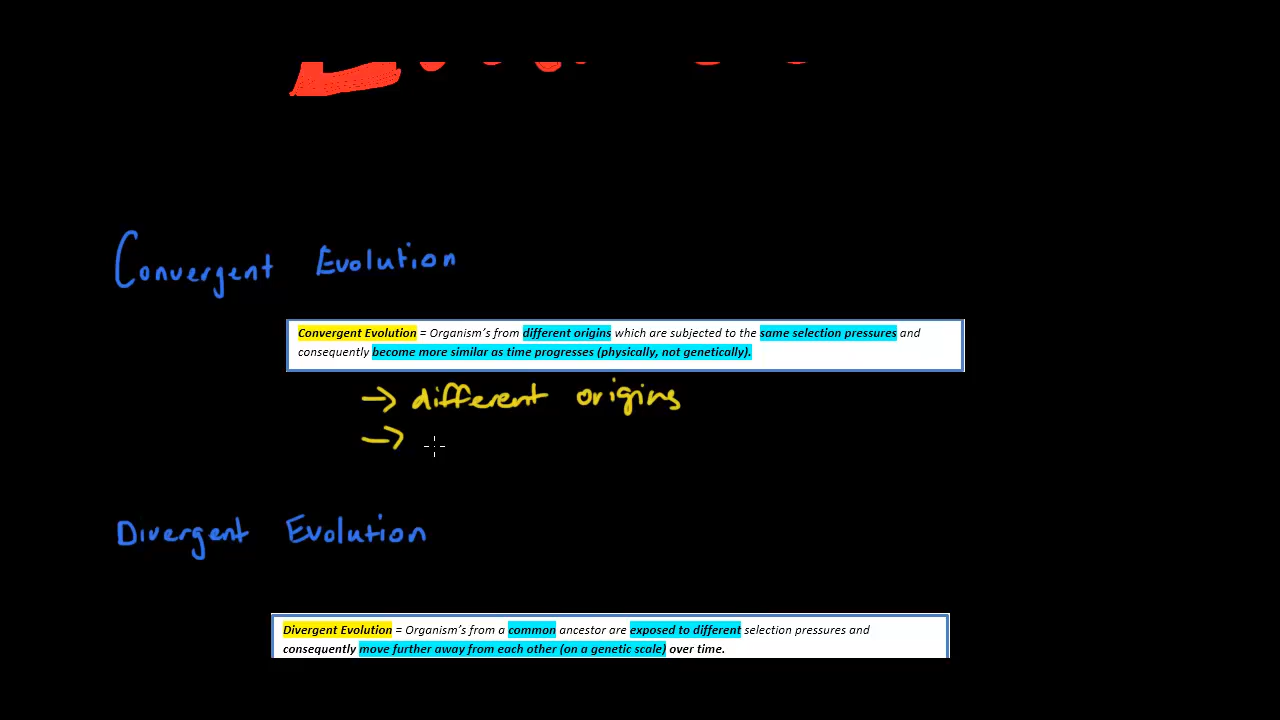 Convergent Evolution
Convergent Evolution = Organism's from different origins which are subjected to the same selection pressures and
consequently become more similar as time progresses (physically, not genetically).
→ different origins
→
Divergent Evolution
Divergent Evolution = Organism's from a common ancestor are exposed to different selection pressures and
consequently move further away from each other (on a genetic scale) over time.